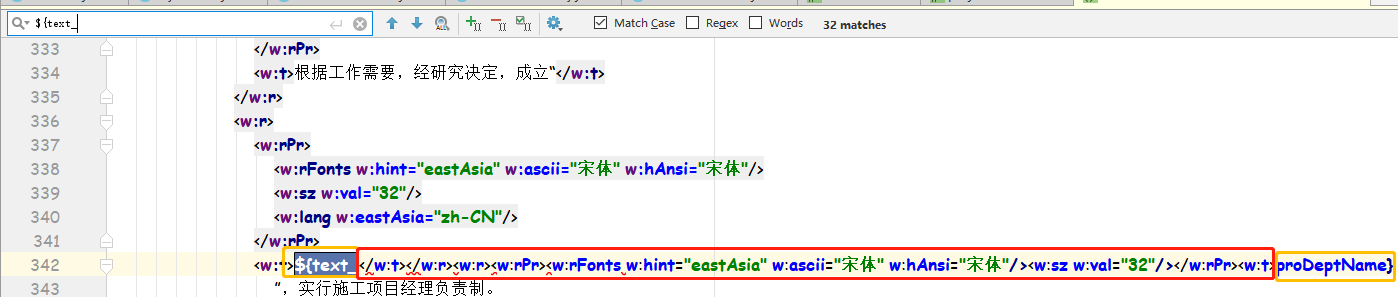 ${text_
Match Case
Regex
Words
32 matches
333 </w:rPr>
334 <w:t>根据工作需要，经研究决定，成立“</w:t>
335 </w:r>
336 <w:r>
337 <w:rPr>
338 <w:rFonts w:hint="eastAsia" w:ascii="宋体" w:hAnsi="宋体"/>
339 <w:sz w:val="32"/>
340 <w:lang w:eastAsia="zh-CN"/>
341 </w:rPr>
342 <w:t>${text_</w:t></w:r><w:r><w:rPr><w:rFonts w:hint="eastAsia" w:ascii="宋体" w:hAnsi="宋体"/><w:sz w:val="32"/></w:rPr><w:t>proDeptName}
343 “，实行施工项目经理负责制。